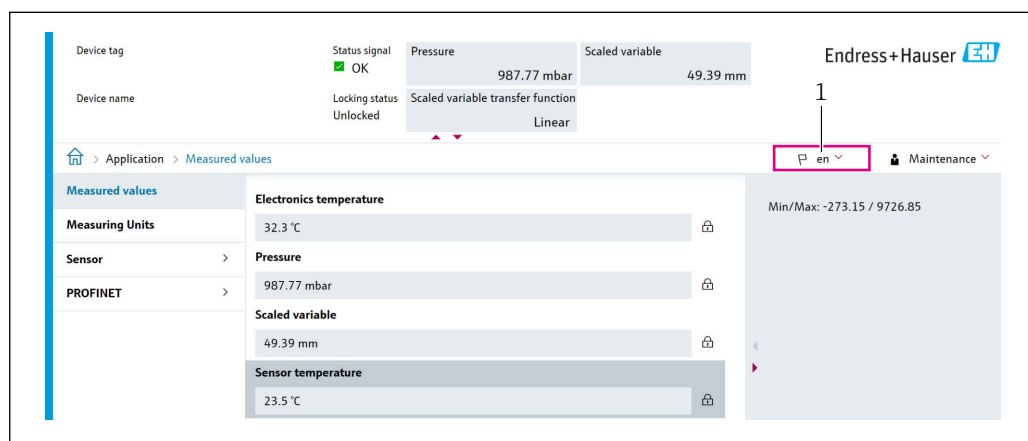 Device tag
Status signal
OK
Pressure
987.77 mbar
Scaled variable
49.39 mm
Endress+Hauser EH
Device name
Locking status
Unlocked
Scaled variable transfer function
Linear
1
> Application > Measured values
en
Maintenance
Measured values
Measuring Units
Sensor >
PROFINET >
Electronics temperature
32.3 °C
Pressure
987.77 mbar
Scaled variable
49.39 mm
Sensor temperature
23.5 °C
Min/Max: -273.15 / 9726.85